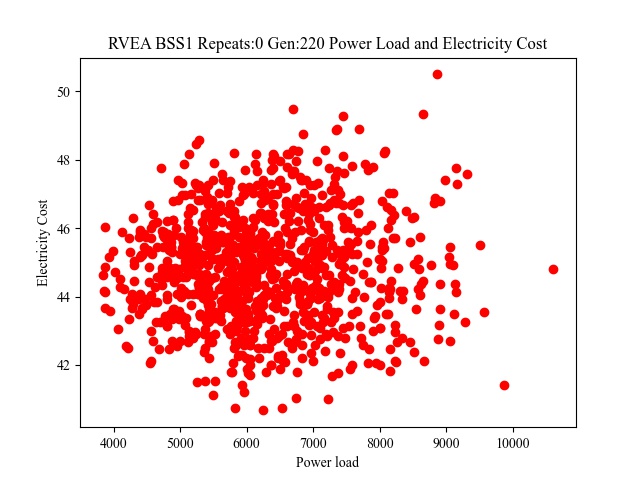 RVEA BSS1 Repeats:0 Gen:220 Power Load and Electricity Cost
50
48
46
44
42
Electricity Cost
4000 5000 6000 7000 8000 9000 10000
Power load